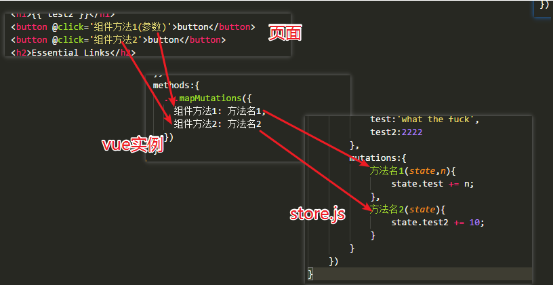 })
<h1>{{ test2 }}</h1>
<button @click='组件方法1(参数)'>button</button>
<button @click='组件方法2'>button</button>
<h2>Essential Links</h2>
页面
methods:{
...mapMutations({
组件方法1: 方法名1,
组件方法2: 方法名2
})
vue实例
test:'what the fuck',
test2:2222
},
mutations:{
方法名1(state,n){
state.test += n;
},
方法名2(state){
state.test2 += 10;
}
}
})
}
store.js